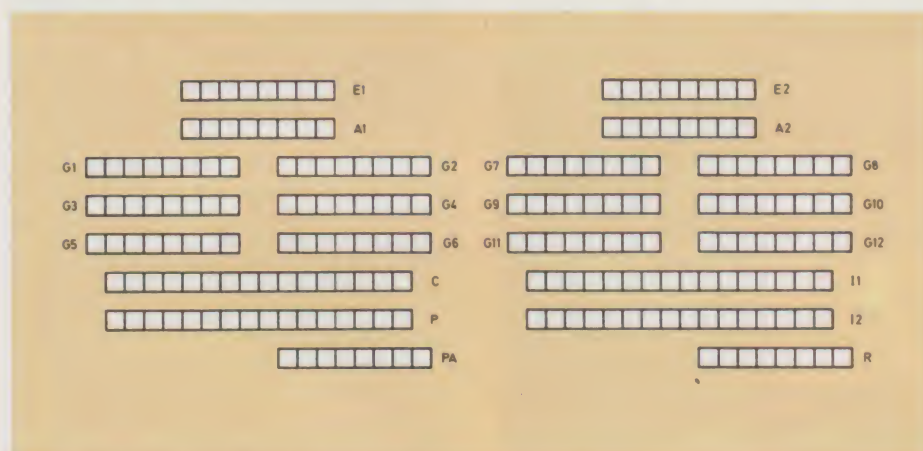 E1 E2
A1 A2
G1 G2 G7 G8
G3 G4 G9 G10
G5 G6 G11 G12
C I1
P I2
PA R